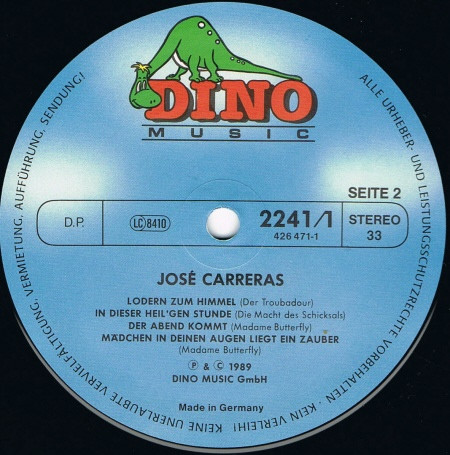 DINO
MUSIC
SEITE 2
D.P.
LC 8410
2241/1
426 471-1
STEREO
33
JOSÉ CARRERAS
LODERN ZUM HIMMEL (Der Troubadour)
IN DIESER HEIL'GEN STUNDE (Die Macht des Schicksals)
DER ABEND KOMMT (Madame Butterfly)
MÄDCHEN IN DEINEN AUGEN LIEGT EIN ZAUBER
(Madame Butterfly)
Ⓟ & © 1989
DINO MUSIC GmbH
Made in Germany
ALLE URHEBER- UND LEISTUNGSSCHUTZRECHTE VORBEHALTEN · KEIN VERLEIH! KEINE UNERLAUBTE VERVIELFÄLTIGUNG, VERMIETUNG, AUFFÜHRUNG, SENDUNG!